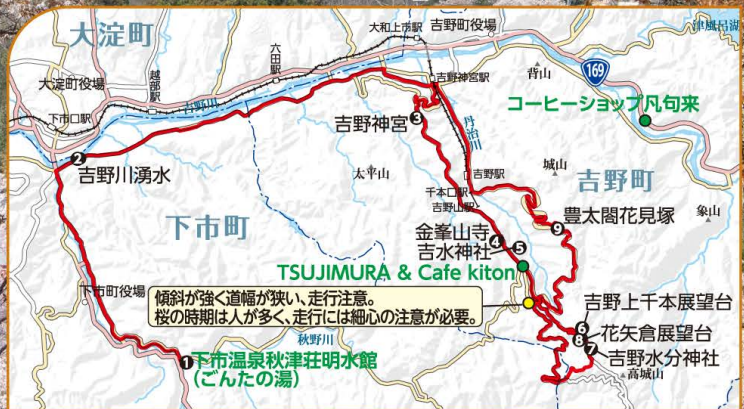 大淀町
大淀町役場
下市口駅
越部駅
六田駅
大和上市駅
吉野町役場
吉野神宮駅
背山
169
津風呂湖
コーヒーショップ凡句来
吉野川
2
吉野川湧水
吉野神宮
3
丹治川
太平山
吉野駅
千本口駅
吉野山駅
城山
吉野町
象山
9
豊太閤花見塚
下市町
金峯山寺
4
吉水神社
5
TSUJIMURA & Cafe kiton
下市町役場
傾斜が強く道幅が狭い、走行注意。
桜の時期は人が多く、走行には細心の注意が必要。
6
吉野上千本展望台
8
花矢倉展望台
7
吉野水分神社
高城山
秋野川
1
下市温泉秋津荘明水館
(ごんたの湯)